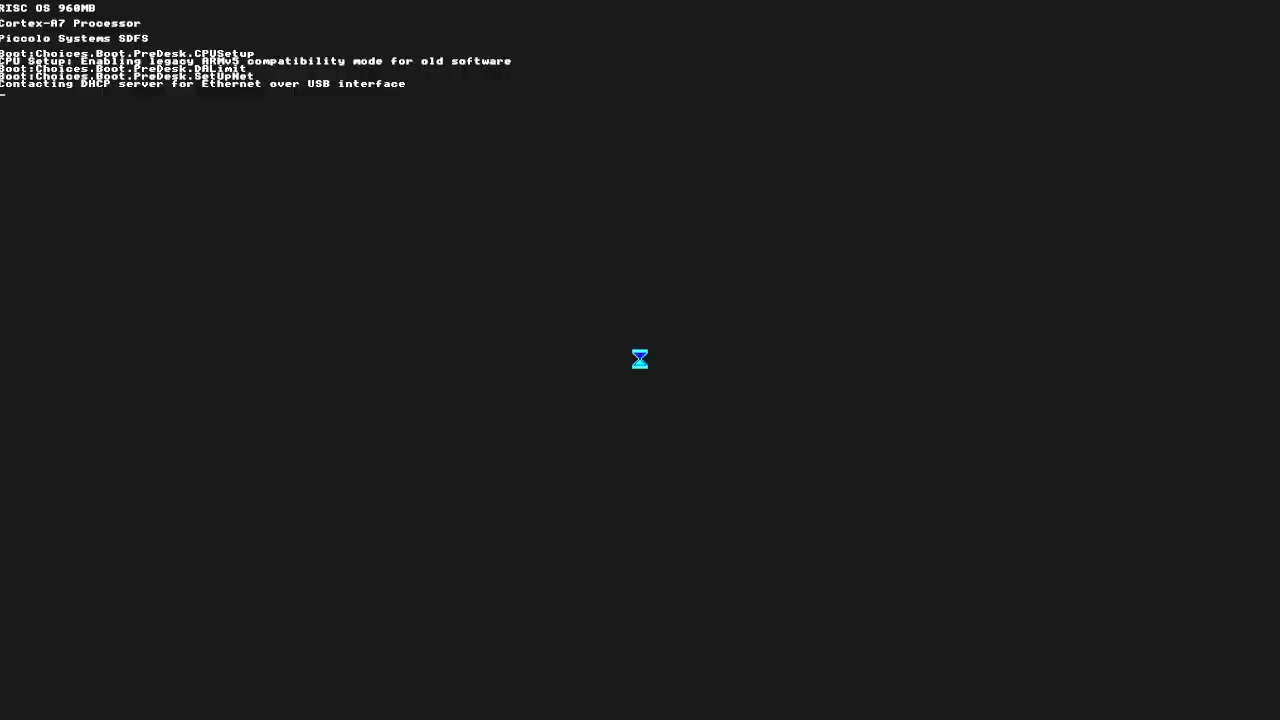 RISC OS 960MB
Cortex-A7 Processor
Piccolo Systems SDFS
Boot:Choices.Boot.PreDesk.CPUSetup
CPU Setup: Enabling legacy ARMv5 compatibility mode for old software
Boot:Choices.Boot.PreDesk.DALimit
Boot:Choices.Boot.PreDesk.SetUpNet
Contacting DHCP server for Ethernet over USB interface